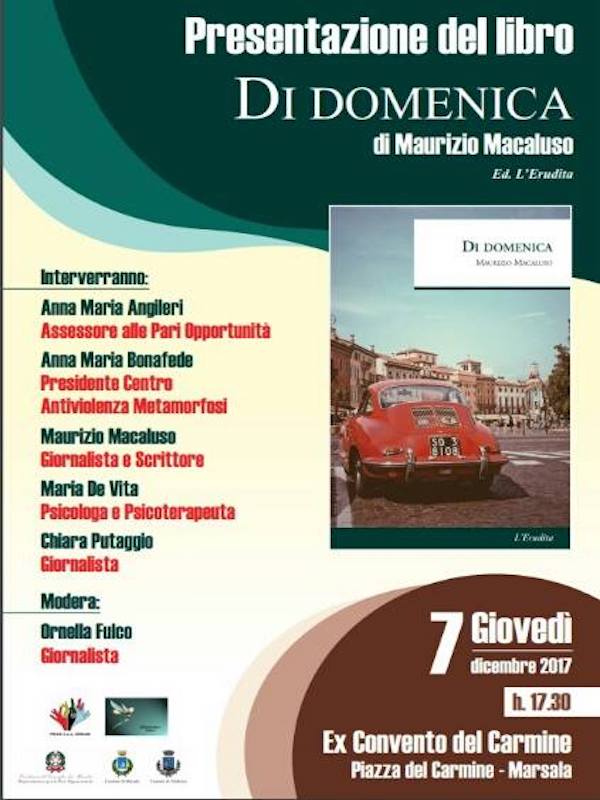 Presentazione del libro
DI DOMENICA
di Maurizio Macaluso
Ed. L'Erudita
DI DOMENICA
MAURIZIO MACALUSO
SO 3
8108
L'Erudita
Interverranno:
Anna Maria Angileri
Assessore alle Pari Opportunità
Anna Maria Bonafede
Presidente Centro
Antiviolenza Metamorfosi
Maurizio Macaluso
Giornalista e Scrittore
Maria De Vita
Psicologa e Psicoterapeuta
Chiara Putaggio
Giornalista
Modera:
Ornella Fulco
Giornalista
7 Giovedì
dicembre 2017
h. 17.30
Ex Convento del Carmine
Piazza del Carmine - Marsala